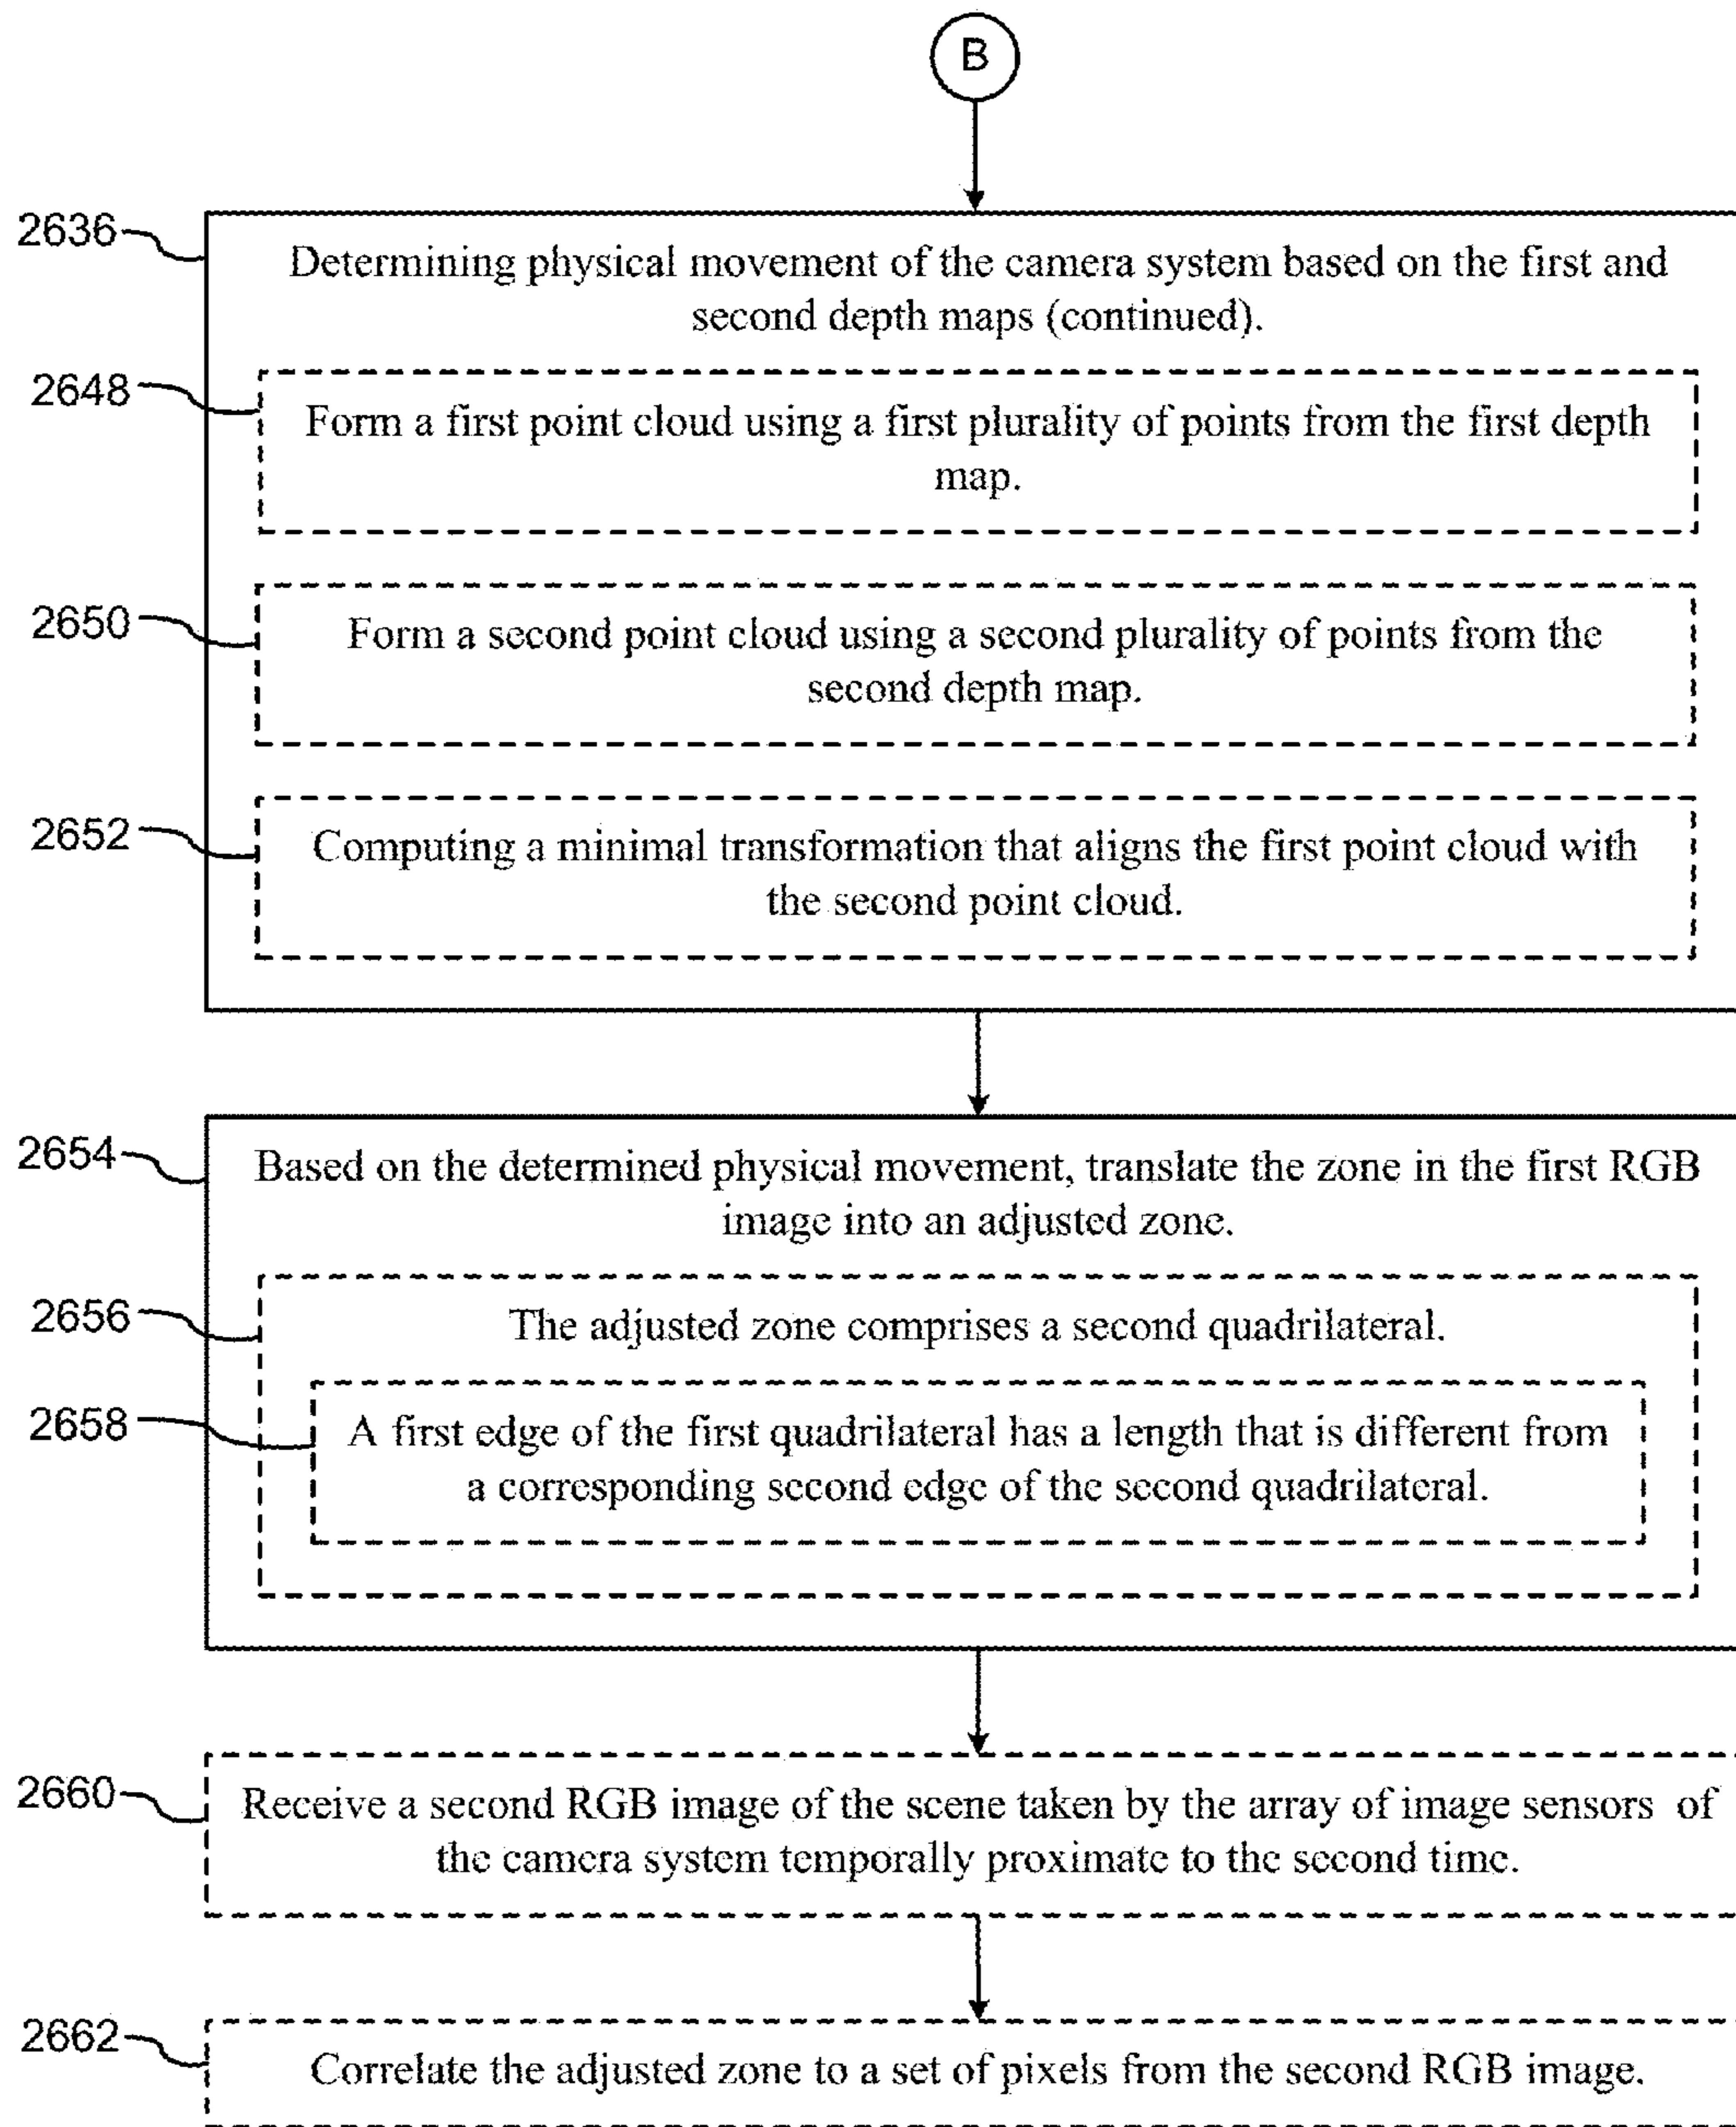 B
2636
Determining physical movement of the camera system based on the first and
second depth maps (continued).
2648
Form a first point cloud using a first plurality of points from the first depth
map.
2650
Form a second point cloud using a second plurality of points from the
second depth map.
2652
Computing a minimal transformation that aligns the first point cloud with
the second point cloud.
2654
Based on the determined physical movement, translate the zone in the first RGB
image into an adjusted zone.
2656
The adjusted zone comprises a second quadrilateral.
2658
A first edge of the first quadrilateral has a length that is different from
a corresponding second edge of the second quadrilateral.
2660
Receive a second RGB image of the scene taken by the array of image sensors of
the camera system temporally proximate to the second time.
2662
Correlate the adjusted zone to a set of pixels from the second RGB image.